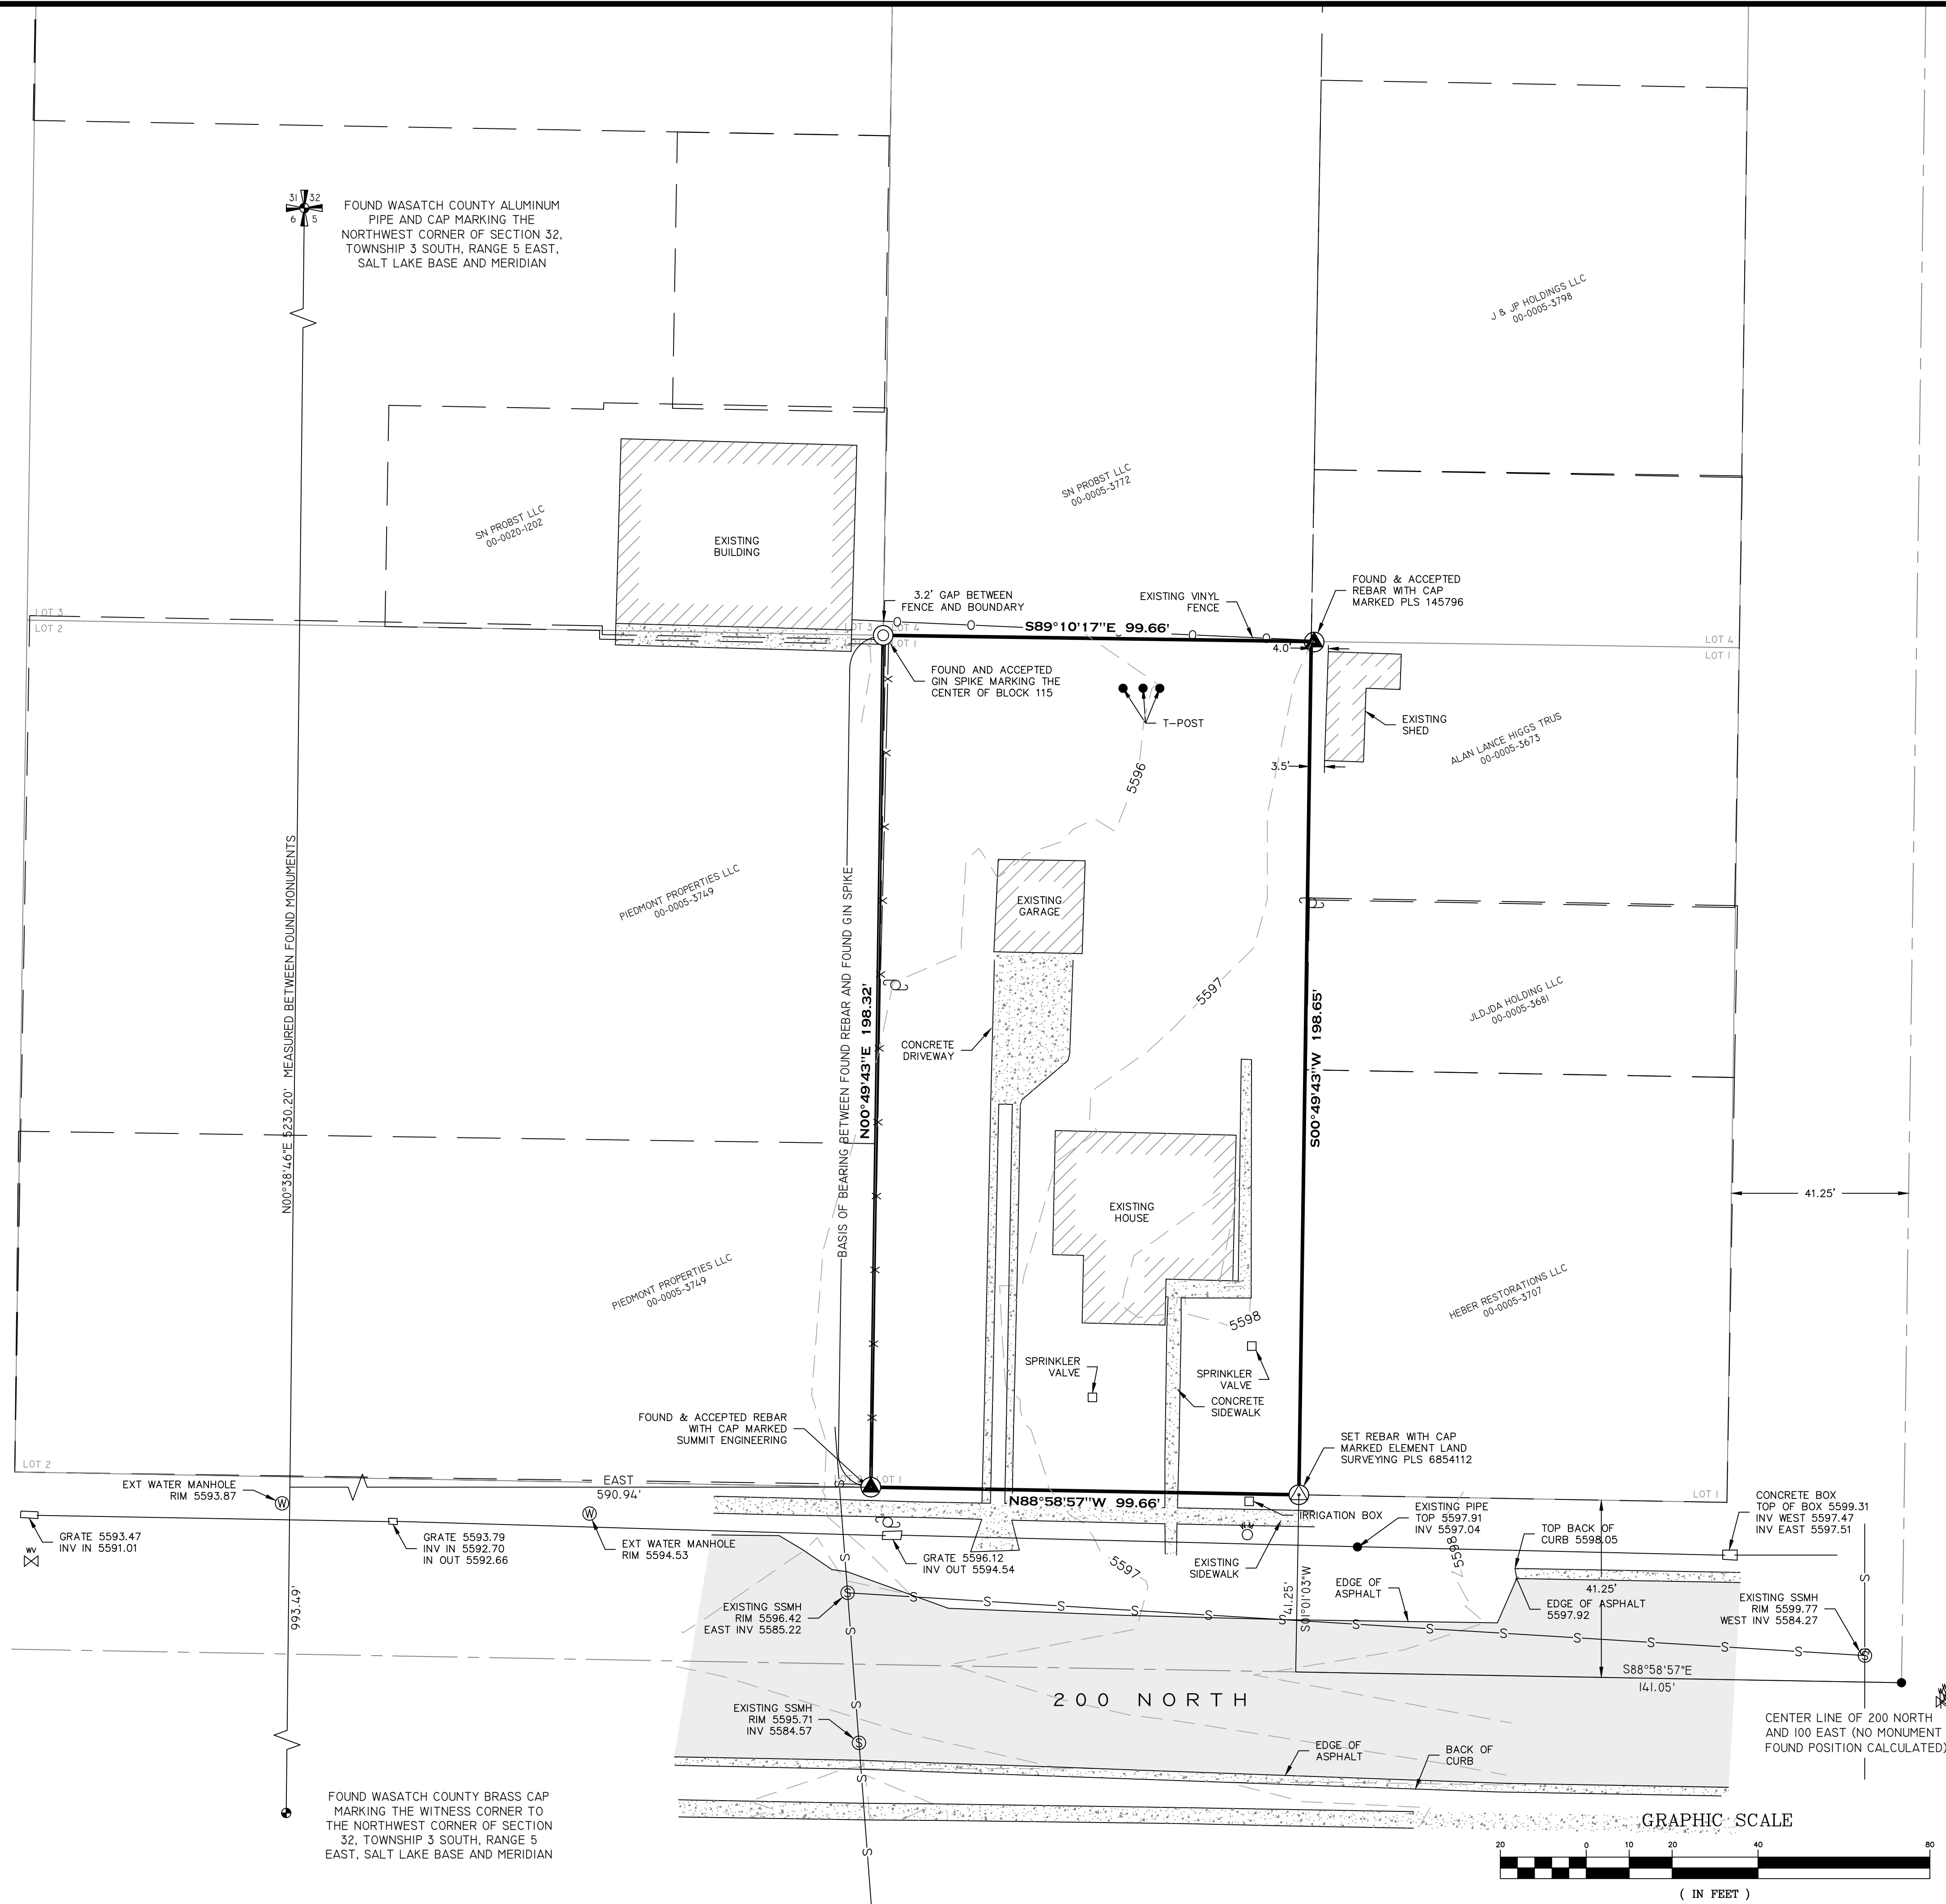 31 32
6 5
FOUND WASATCH COUNTY ALUMINUM
PIPE AND CAP MARKING THE
NORTHWEST CORNER OF SECTION 32,
TOWNSHIP 3 SOUTH, RANGE 5 EAST,
SALT LAKE BASE AND MERIDIAN
J & JP HOLDINGS LLC
00-0005-3798
SN PROBST LLC
00-0005-3772
SN PROBST LLC
00-0020-1202
EXISTING
BUILDING
3.2' GAP BETWEEN
FENCE AND BOUNDARY
EXISTING VINYL
FENCE
FOUND & ACCEPTED
REBAR WITH CAP
MARKED PLS 145796
LOT 3
LOT 2
LOT 3
LOT 4
LOT 1
S89°10'17"E 99.66'
LOT 4
LOT 1
4.0'
FOUND AND ACCEPTED
GIN SPIKE MARKING THE
CENTER OF BLOCK 115
T-POST
EXISTING
SHED
ALAN LANCE HIGGS TRUS
00-0005-3673
3.5'
5596
PIEDMONT PROPERTIES LLC
00-0005-3749
EXISTING
GARAGE
N00°38'46"E 5230.20' MEASURED BETWEEN FOUND MONUMENTS
BASIS OF BEARING BETWEEN FOUND REBAR AND FOUND GIN SPIKE
N00°49'43"E 198.32'
CONCRETE
DRIVEWAY
5597
S00°49'43"W 198.65'
JLDJDA HOLDING LLC
00-0005-3681
41.25'
EXISTING
HOUSE
PIEDMONT PROPERTIES LLC
00-0005-3749
HEBER RESTORATIONS LLC
00-0005-3707
5598
SPRINKLER
VALVE
SPRINKLER
VALVE
CONCRETE
SIDEWALK
FOUND & ACCEPTED REBAR
WITH CAP MARKED
SUMMIT ENGINEERING
SET REBAR WITH CAP
MARKED ELEMENT LAND
SURVEYING PLS 6854112
LOT 2
LOT 1
LOT 1
EAST
590.94'
N88°58'57"W 99.66'
EXT WATER MANHOLE
RIM 5593.87
W
W
GRATE 5593.47
INV IN 5591.01
WV
GRATE 5593.79
INV IN 5592.70
IN OUT 5592.66
EXT WATER MANHOLE
RIM 5594.53
GRATE 5596.12
INV OUT 5594.54
IRRIGATION BOX
EXISTING
SIDEWALK
EXISTING PIPE
TOP 5597.91
INV 5597.04
TOP BACK OF
CURB 5598.05
CONCRETE BOX
TOP OF BOX 5599.31
INV WEST 5597.47
INV EAST 5597.51
5597
5598
EDGE OF
ASPHALT
41.25'
EDGE OF ASPHALT
5597.92
EXISTING SSMH
RIM 5599.77
WEST INV 5584.27
EXISTING SSMH
RIM 5596.42
EAST INV 5585.22
41.25'
S01°01'03"W
993.49'
S S S S S S S S S S S S S
S88°58'57"E
141.05'
200 NORTH
EXISTING SSMH
RIM 5595.71
INV 5584.57
CENTER LINE OF 200 NORTH
AND 100 EAST (NO MONUMENT
FOUND POSITION CALCULATED)
EDGE OF
ASPHALT
BACK OF
CURB
FOUND WASATCH COUNTY BRASS CAP
MARKING THE WITNESS CORNER TO
THE NORTHWEST CORNER OF SECTION
32, TOWNSHIP 3 SOUTH, RANGE 5
EAST, SALT LAKE BASE AND MERIDIAN
GRAPHIC SCALE
20 0 10 20 40 80
( IN FEET )